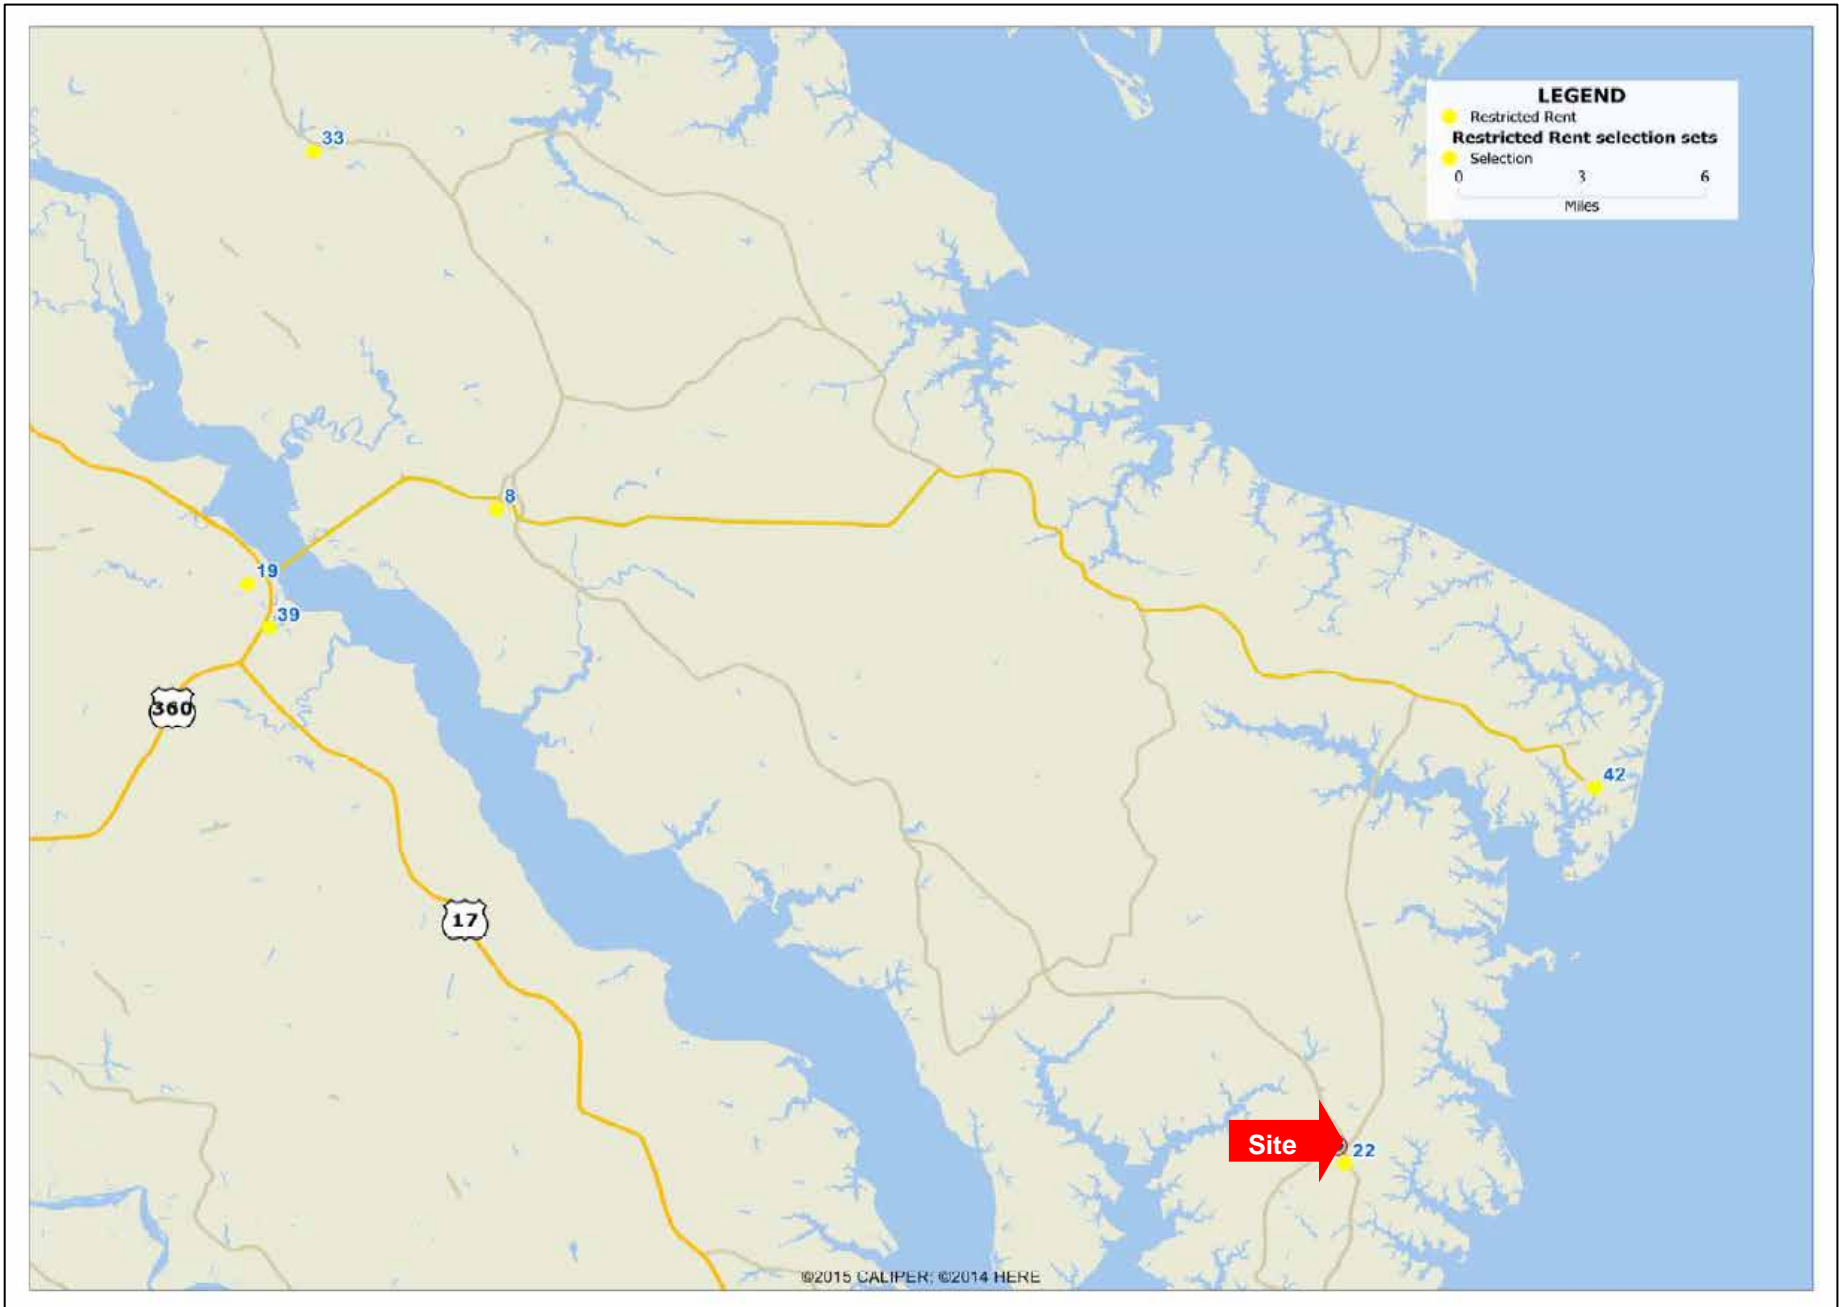 LEGEND
Restricted Rent
Restricted Rent selection sets
Selection
0 3 6
Miles
33
8
19
39
360
42
17
Site
22
©2015 CALIPER; ©2014 HERE